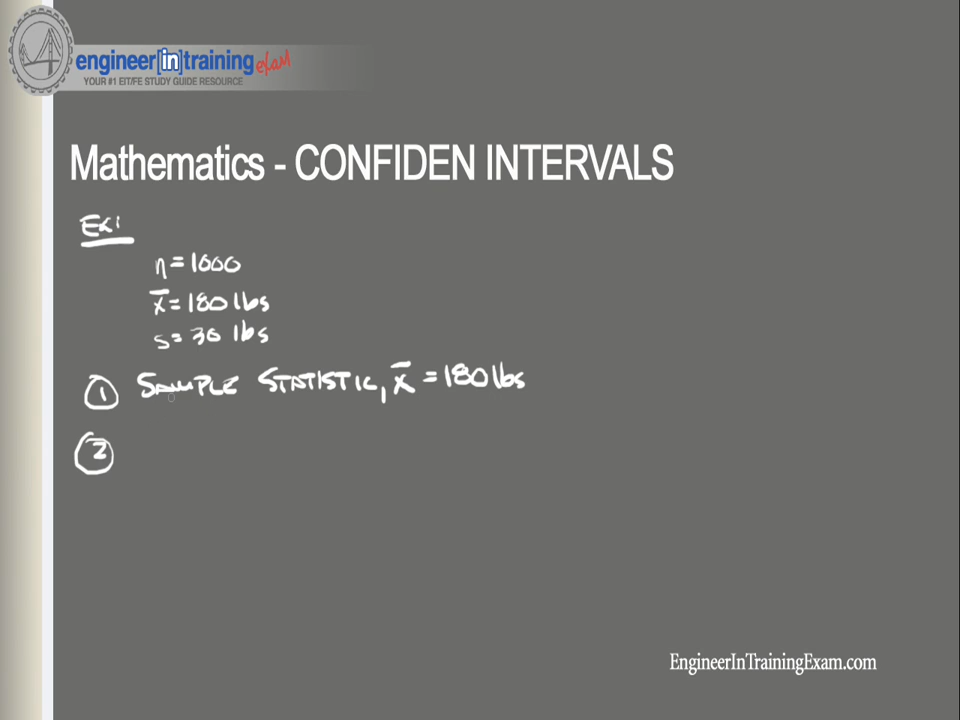 engineer[in]training exam
YOUR #1 EIT/FE STUDY GUIDE RESOURCE
Mathematics - CONFIDEN INTERVALS
EX:
n = 1000
x̄ = 180 lbs
s = 30 lbs
① SAMPLE STATISTIC, x̄ = 180 lbs
②
EngineerInTrainingExam.com